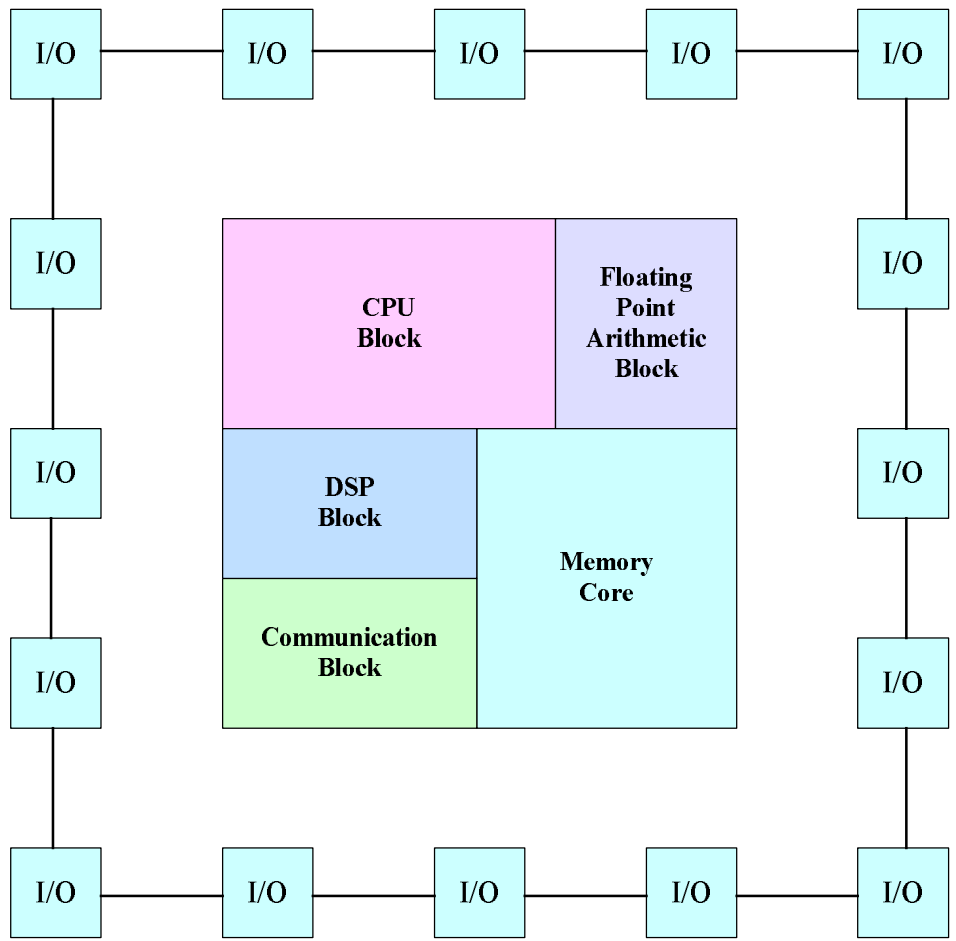 I/O
I/O
I/O
I/O
I/O
I/O
I/O
CPU
Block
Floating
Point
Arithmetic
Block
I/O
I/O
DSP
Block
Memory
Core
Communication
Block
I/O
I/O
I/O
I/O
I/O
I/O
I/O